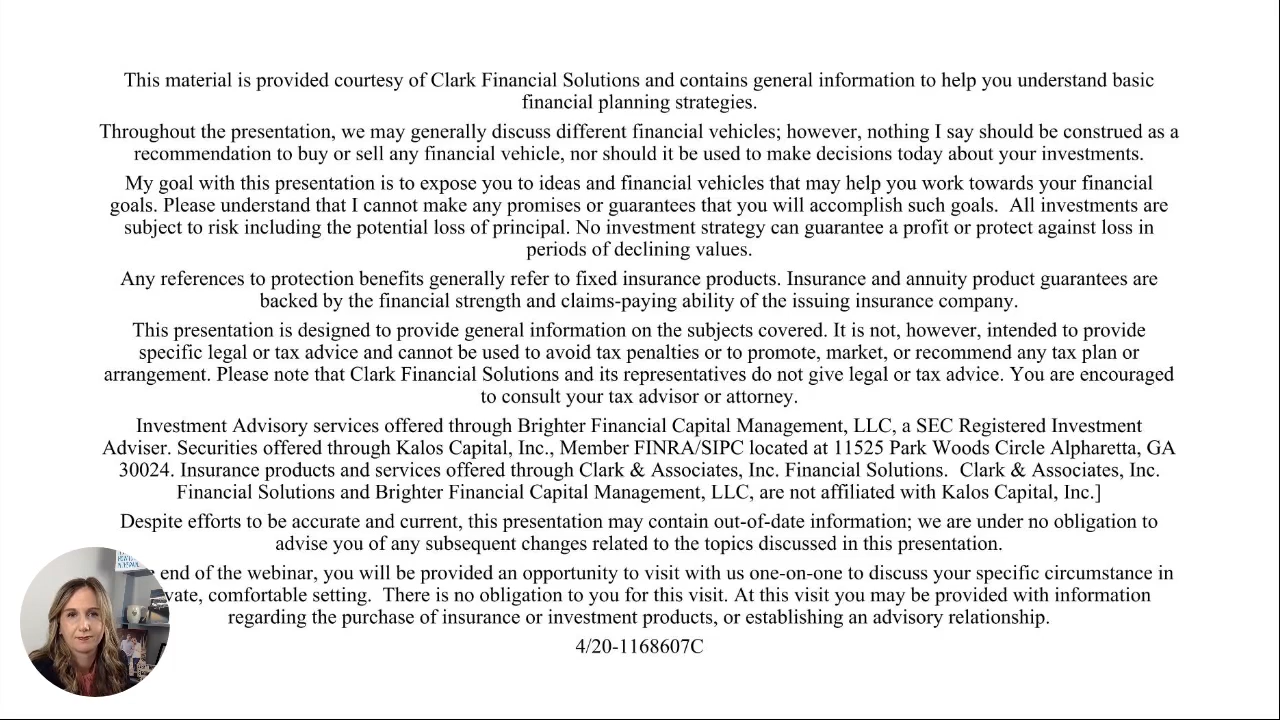 This material is provided courtesy of Clark Financial Solutions and contains general information to help you understand basic
financial planning strategies.
Throughout the presentation, we may generally discuss different financial vehicles; however, nothing I say should be construed as a
recommendation to buy or sell any financial vehicle, nor should it be used to make decisions today about your investments.
My goal with this presentation is to expose you to ideas and financial vehicles that may help you work towards your financial
goals. Please understand that I cannot make any promises or guarantees that you will accomplish such goals.  All investments are
subject to risk including the potential loss of principal. No investment strategy can guarantee a profit or protect against loss in
periods of declining values.
Any references to protection benefits generally refer to fixed insurance products. Insurance and annuity product guarantees are
backed by the financial strength and claims-paying ability of the issuing insurance company.
This presentation is designed to provide general information on the subjects covered. It is not, however, intended to provide
specific legal or tax advice and cannot be used to avoid tax penalties or to promote, market, or recommend any tax plan or
arrangement. Please note that Clark Financial Solutions and its representatives do not give legal or tax advice. You are encouraged
to consult your tax advisor or attorney.
Investment Advisory services offered through Brighter Financial Capital Management, LLC, a SEC Registered Investment
Adviser. Securities offered through Kalos Capital, Inc., Member FINRA/SIPC located at 11525 Park Woods Circle Alpharetta, GA
30024. Insurance products and services offered through Clark & Associates, Inc. Financial Solutions.  Clark & Associates, Inc.
Financial Solutions and Brighter Financial Capital Management, LLC, are not affiliated with Kalos Capital, Inc.]
Despite efforts to be accurate and current, this presentation may contain out-of-date information; we are under no obligation to
advise you of any subsequent changes related to the topics discussed in this presentation.
end of the webinar, you will be provided an opportunity to visit with us one-on-one to discuss your specific circumstance in
vate, comfortable setting.  There is no obligation to you for this visit. At this visit you may be provided with information
regarding the purchase of insurance or investment products, or establishing an advisory relationship.
4/20-1168607C